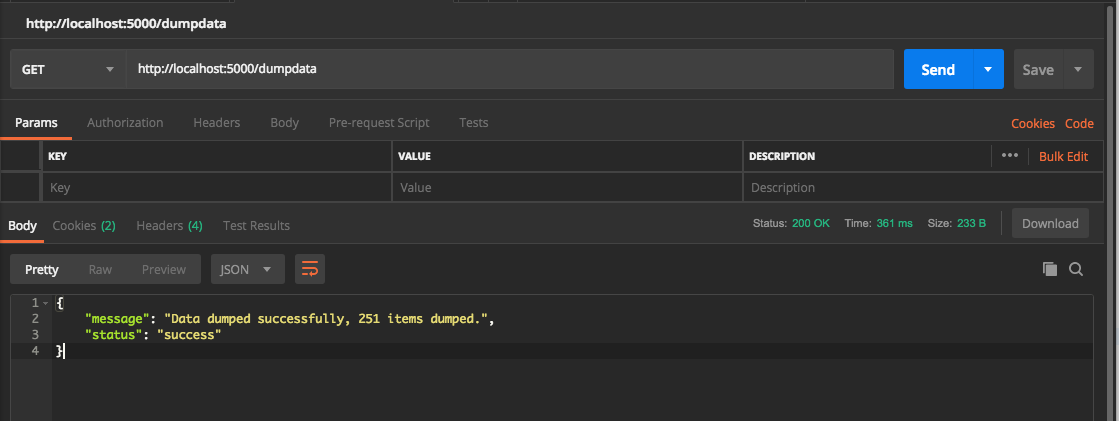 http://localhost:5000/dumpdata
GET http://localhost:5000/dumpdata Send Save
Params Authorization Headers Body Pre-request Script Tests Cookies Code
KEY VALUE DESCRIPTION ••• Bulk Edit
Key Value Description
Body Cookies (2) Headers (4) Test Results Status: 200 OK Time: 361 ms Size: 233 B Download
Pretty Raw Preview JSON
1 {
2 "message": "Data dumped successfully, 251 items dumped.",
3 "status": "success"
4 }